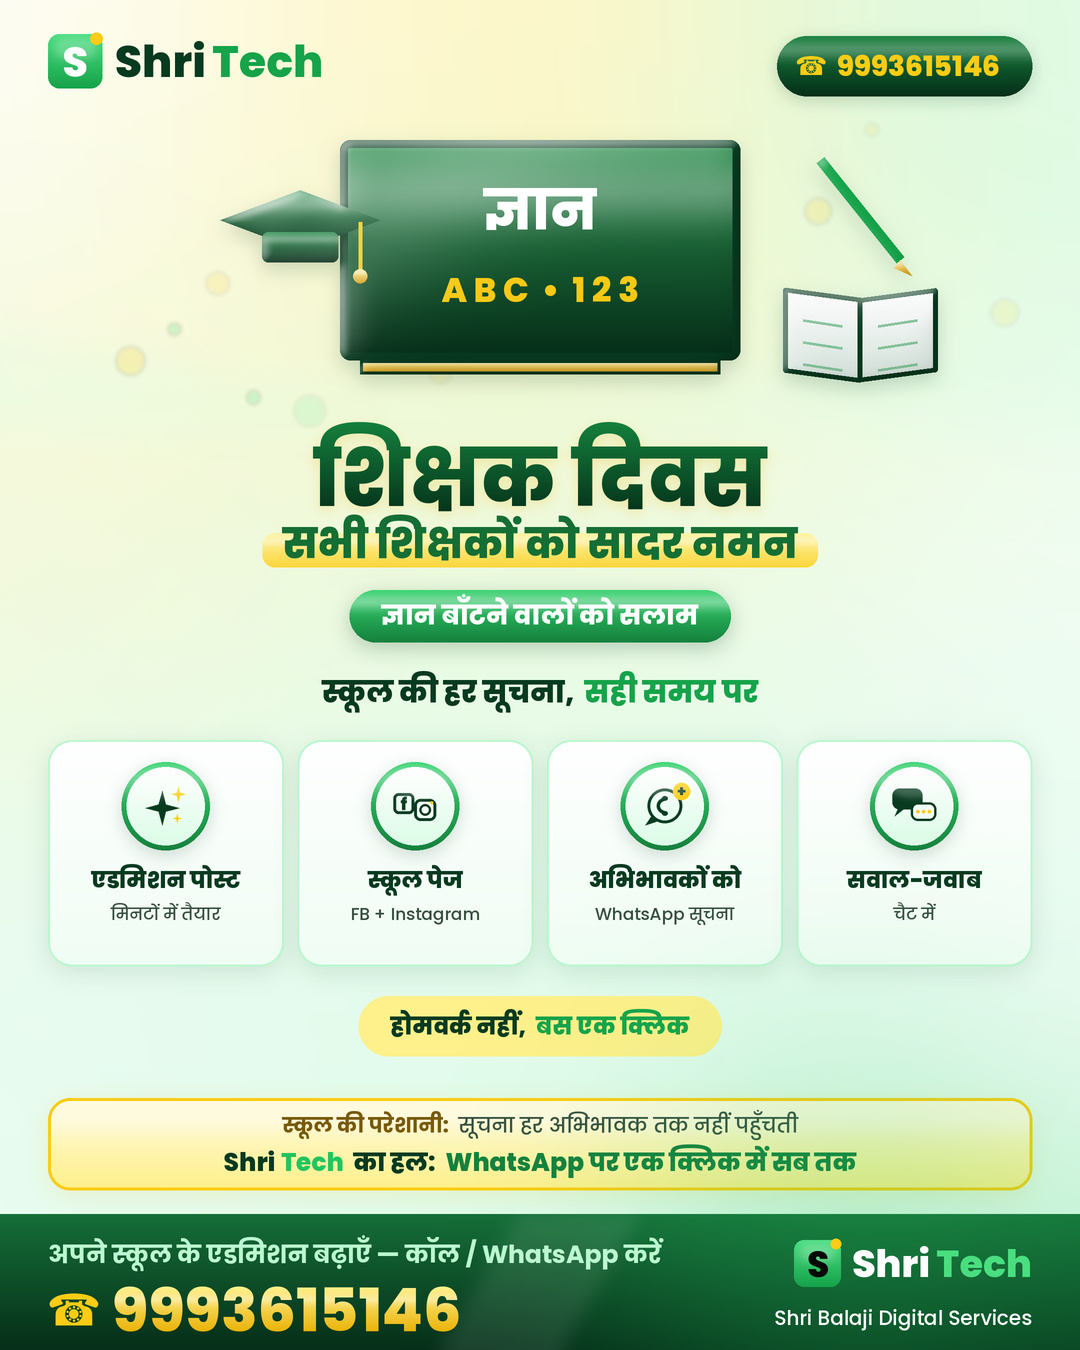 S Shri Tech
☎ 9993615146
ज्ञान
ABC • 123
शिक्षक दिवस
सभी शिक्षकों को सादर नमन
ज्ञान बाँटने वालों को सलाम
स्कूल की हर सूचना, सही समय पर
एडमिशन पोस्ट
मिनटों में तैयार
स्कूल पेज
FB + Instagram
अभिभावकों को
WhatsApp सूचना
सवाल-जवाब
चैट में
होमवर्क नहीं, बस एक क्लिक
स्कूल की परेशानी: सूचना हर अभिभावक तक नहीं पहुँचती
Shri Tech का हल: WhatsApp पर एक क्लिक में सब तक
अपने स्कूल के एडमिशन बढ़ाएँ — कॉल / WhatsApp करें
☎ 9993615146
S Shri Tech
Shri Balaji Digital Services